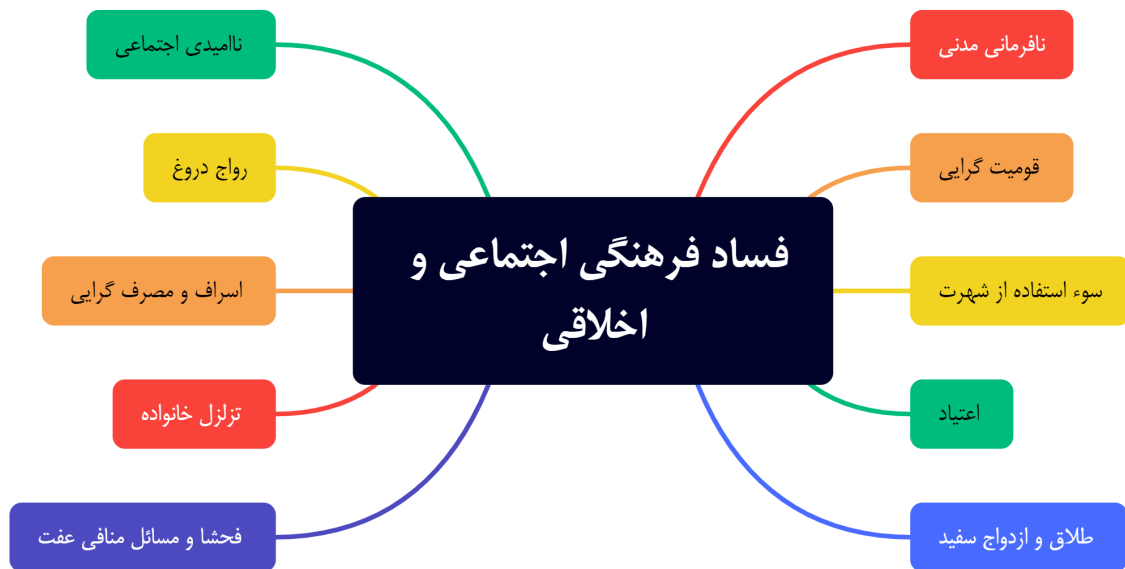 فساد فرهنگی اجتماعی و
اخلاقی
نافرمانی مدنی
قومیت گرایی
سوء استفاده از شهرت
اعتیاد
طلاق و ازدواج سفید
ناامیدی اجتماعی
رواج دروغ
اسراف و مصرف گرایی
تزلزل خانواده
فحشا و مسائل منافی عفت